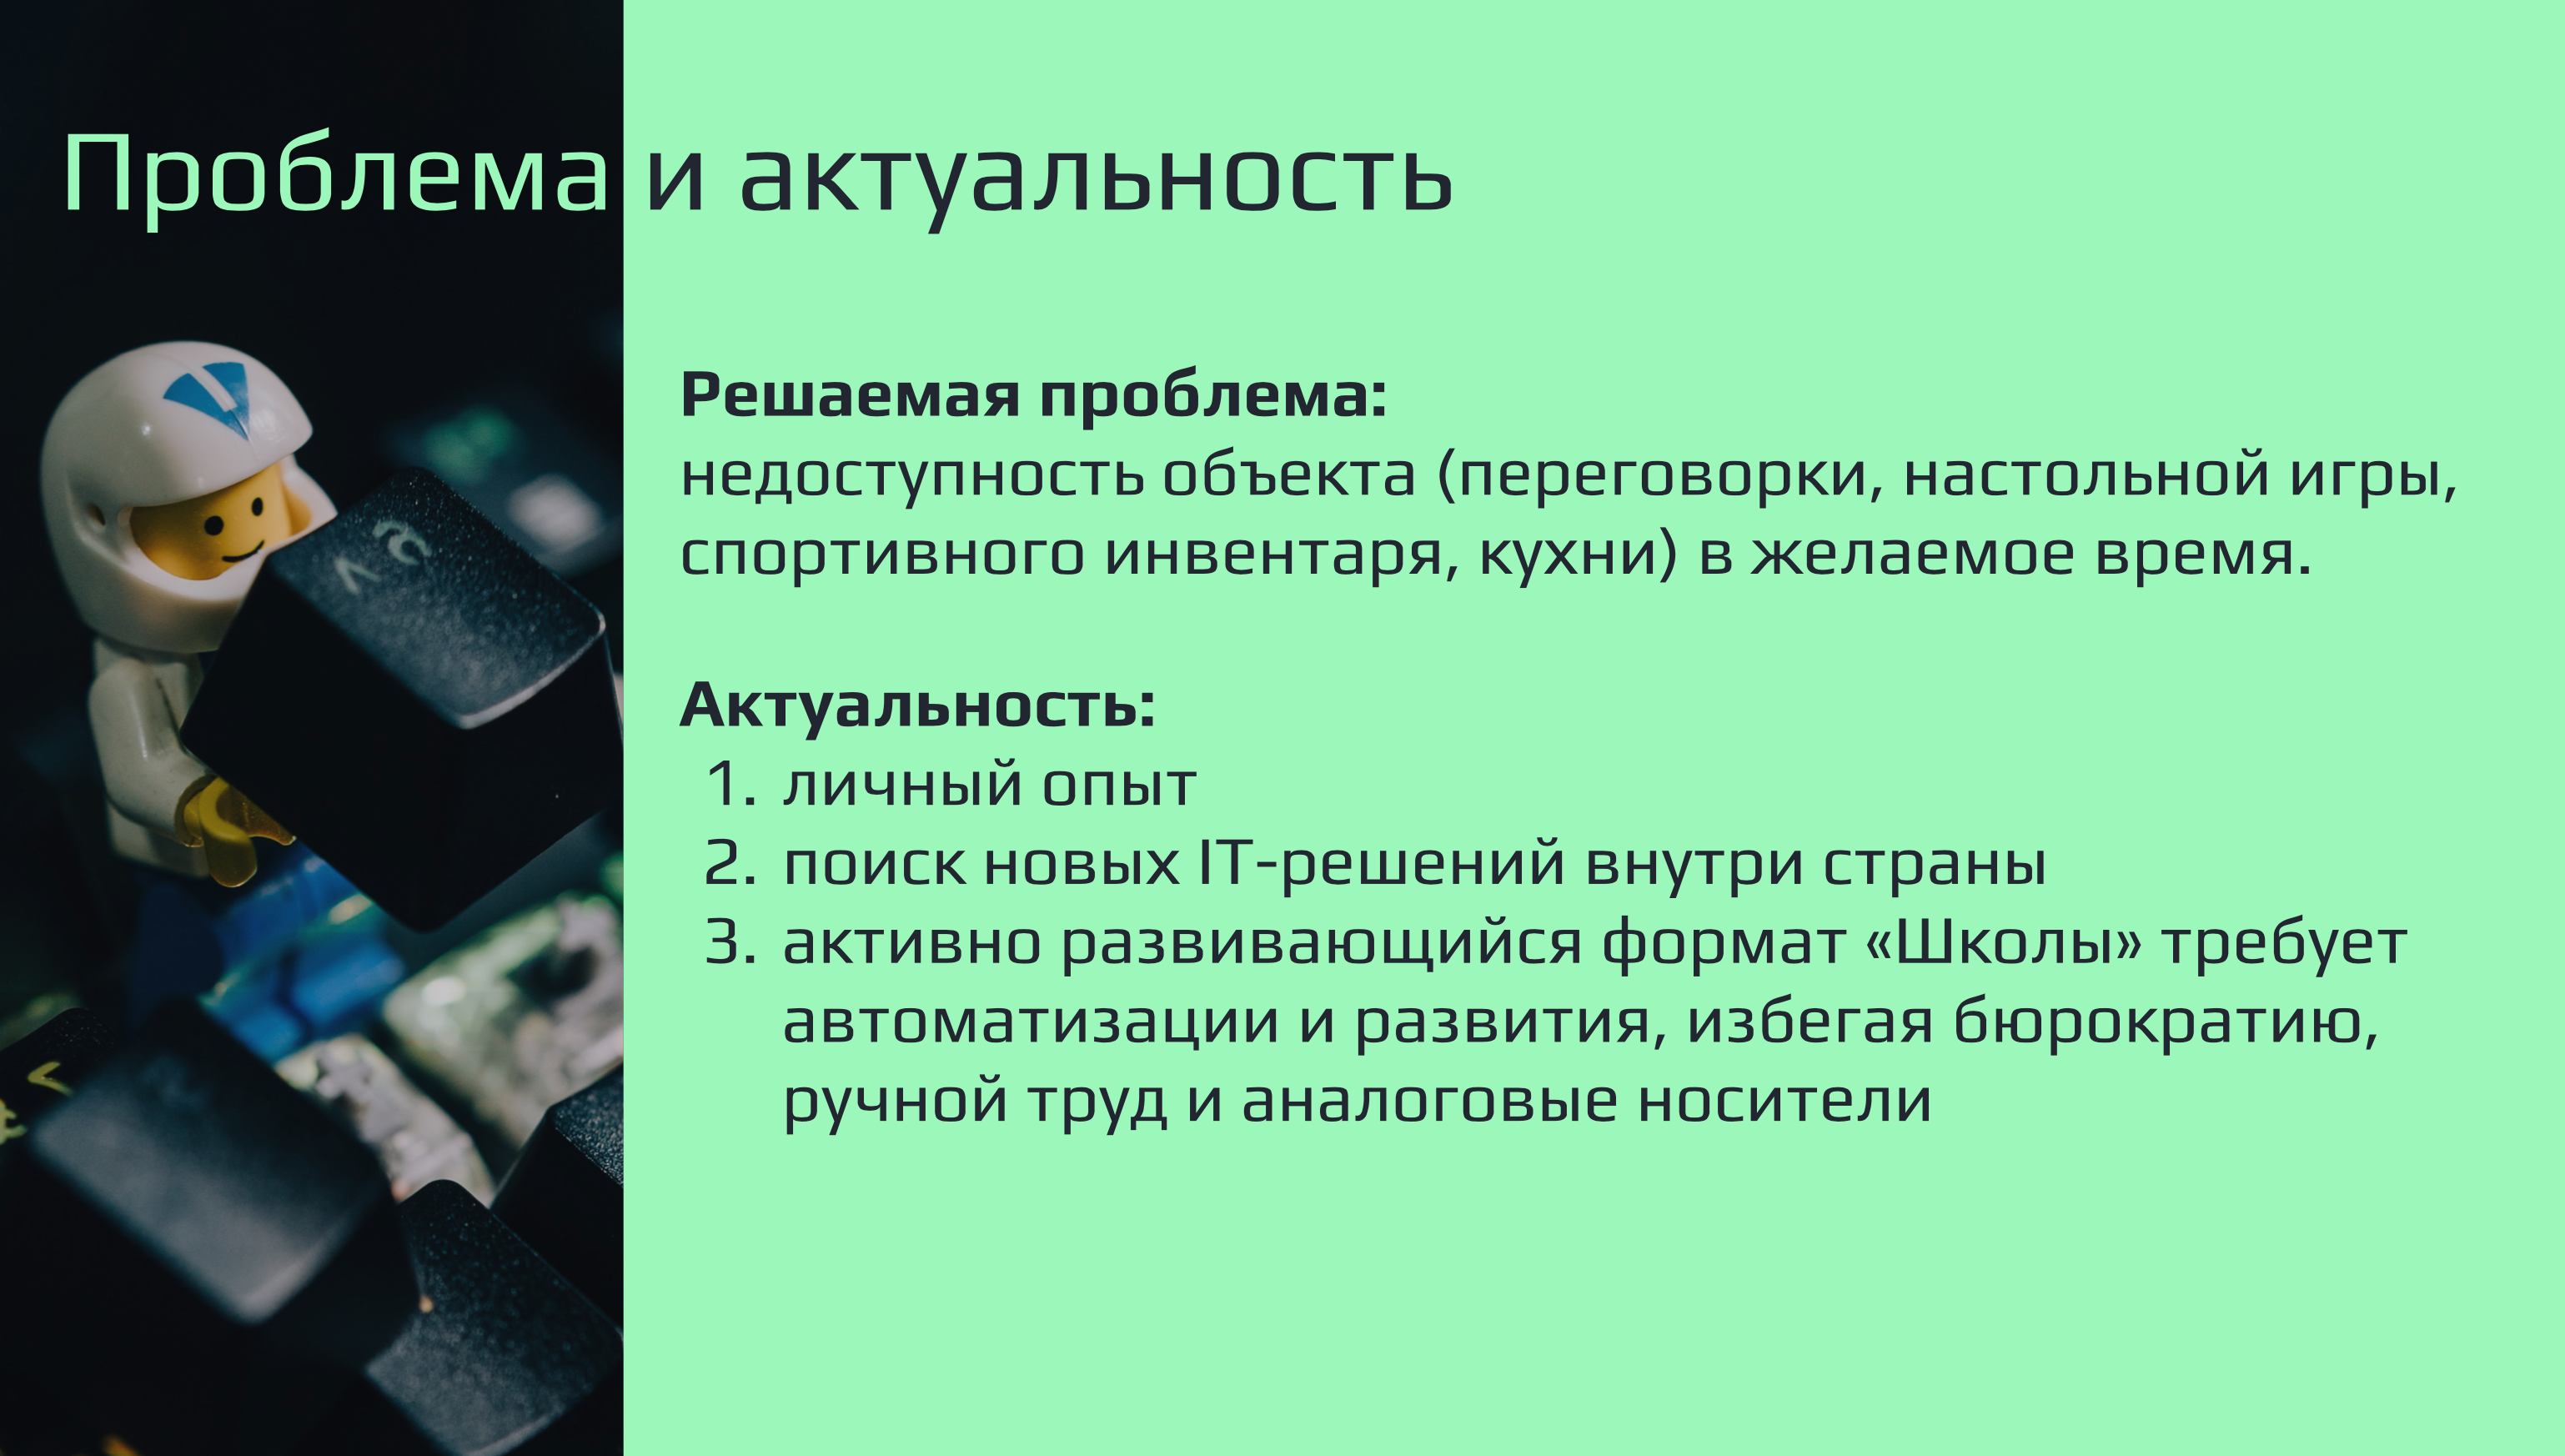 Проблема и актуальность
Решаемая проблема:
недоступность объекта (переговорки, настольной игры,
спортивного инвентаря, кухни) в желаемое время.
Актуальность:
1. личный опыт
2. поиск новых IT-решений внутри страны
3. активно развивающийся формат «Школы» требует
автоматизации и развития, избегая бюрократию,
ручной труд и аналоговые носители